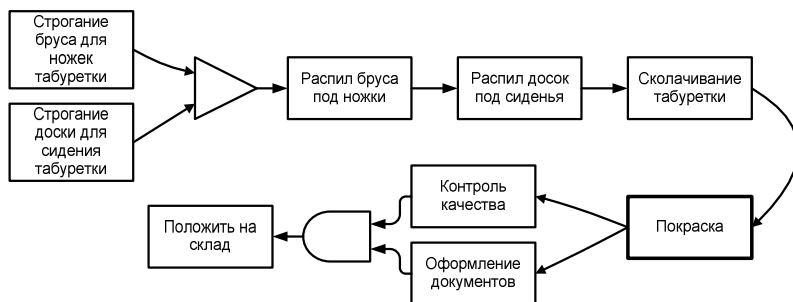 Строгание
бруса для
ножек
табуретки
Строгание
доски для
сидения
табуретки
Распил бруса
под ножки
Распил досок
под сиденья
Сколачивание
табуретки
Покраска
Контроль
качества
Оформление
документов
Положить на
склад